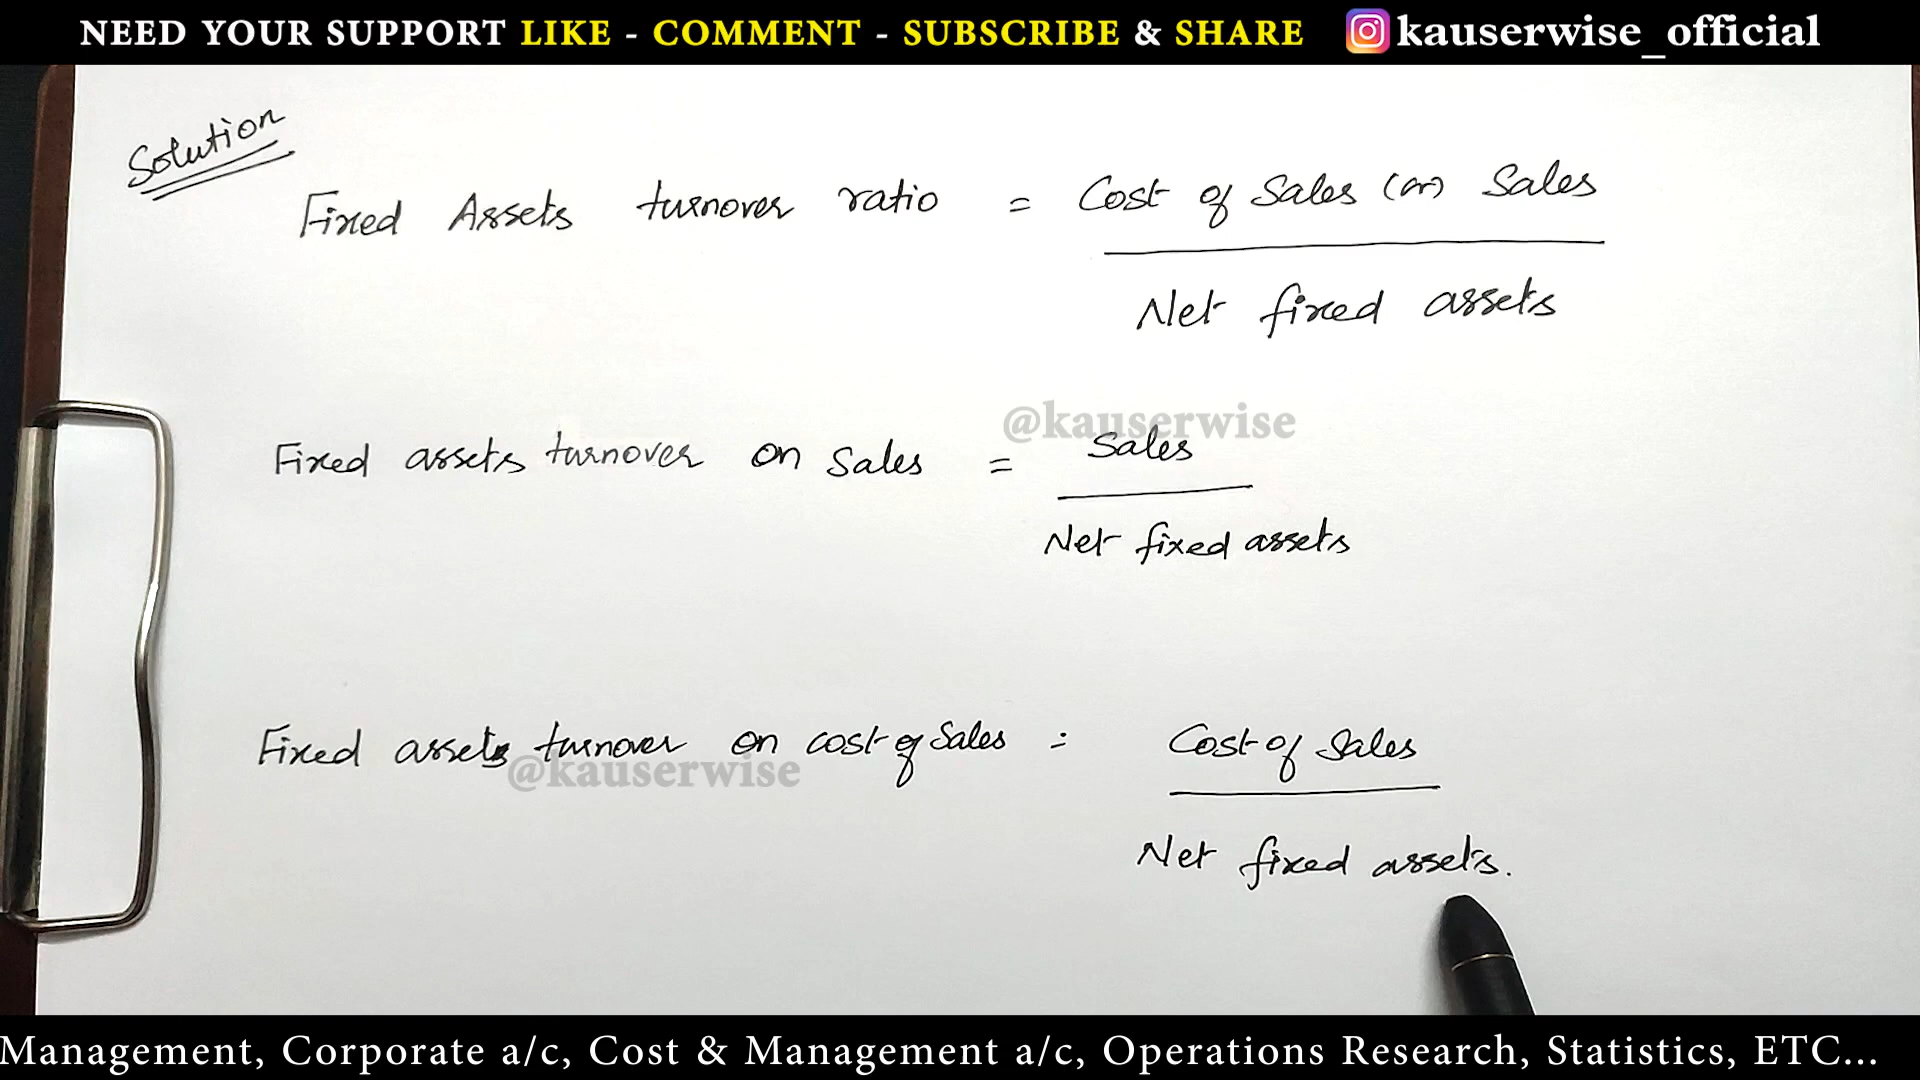 NEED YOUR SUPPORT LIKE - COMMENT - SUBSCRIBE & SHARE kauserwise_official
Solution
Fixed Assets turnover ratio = Cost of Sales (or) Sales
Net fixed assets
@kauserwise
Fixed assets turnover on Sales = Sales
Net fixed assets
Fixed assets turnover on cost of Sales = Cost of Sales
@kauserwise
Net fixed assets.
Management, Corporate a/c, Cost & Management a/c, Operations Research, Statistics, ETC...